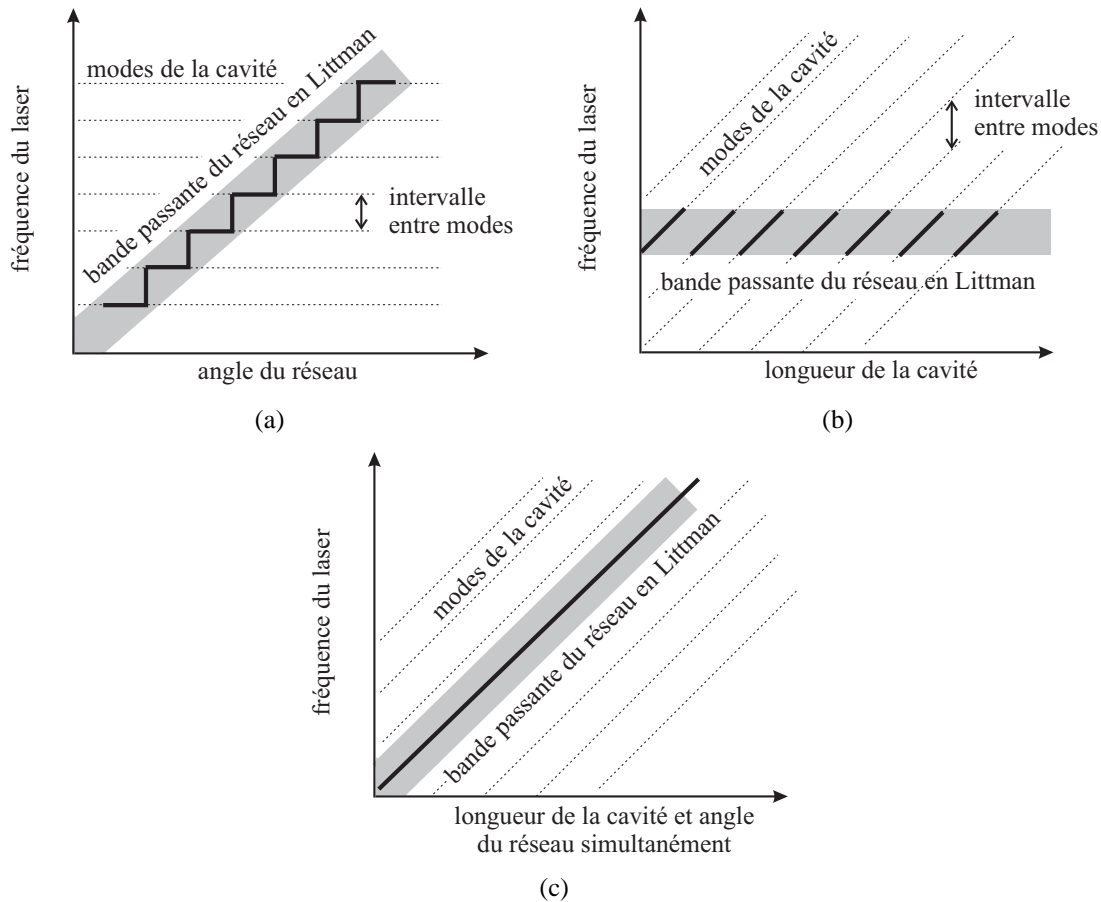 fréquence du laser
modes de la cavité
bande passante du réseau en Littman
intervalle
entre modes
angle du réseau
(a)
fréquence du laser
modes de la cavité
intervalle
entre modes
bande passante du réseau en Littman
longueur de la cavité
(b)
fréquence du laser
modes de la cavité
bande passante du réseau en Littman
longueur de la cavité et angle
du réseau simultanément
(c)